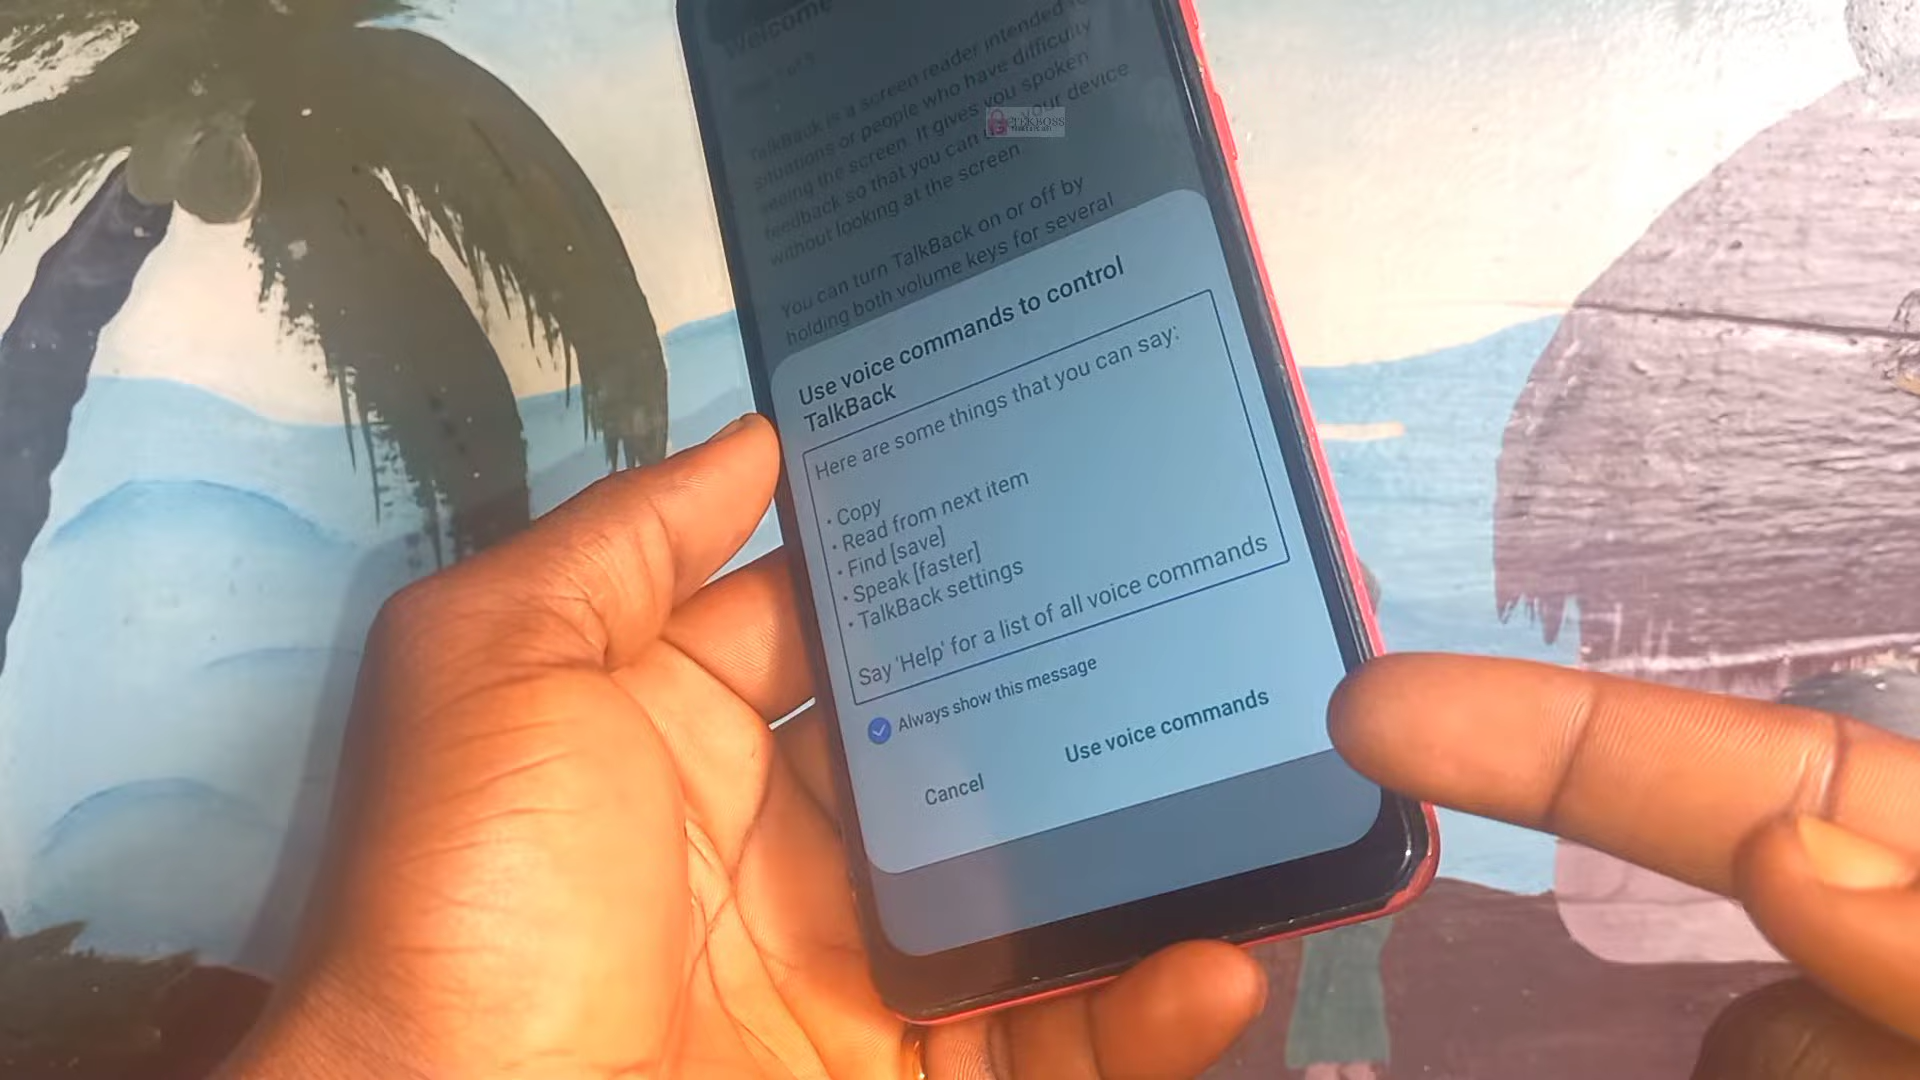 Welcome
TalkBack is a screen reader intended
situations or people who have difficulty
seeing the screen. It gives you spoken
feedback so that you can your device
without looking at the screen
You can turn TalkBack on or off by
holding both volume keys for several
Use voice commands to control
TalkBack
Here are some things that you can say:
• Copy
• Read from next item
• Find [save]
• Speak [faster]
• TalkBack settings
Say 'Help' for a list of all voice commands
Always show this message
Use voice commands
Cancel